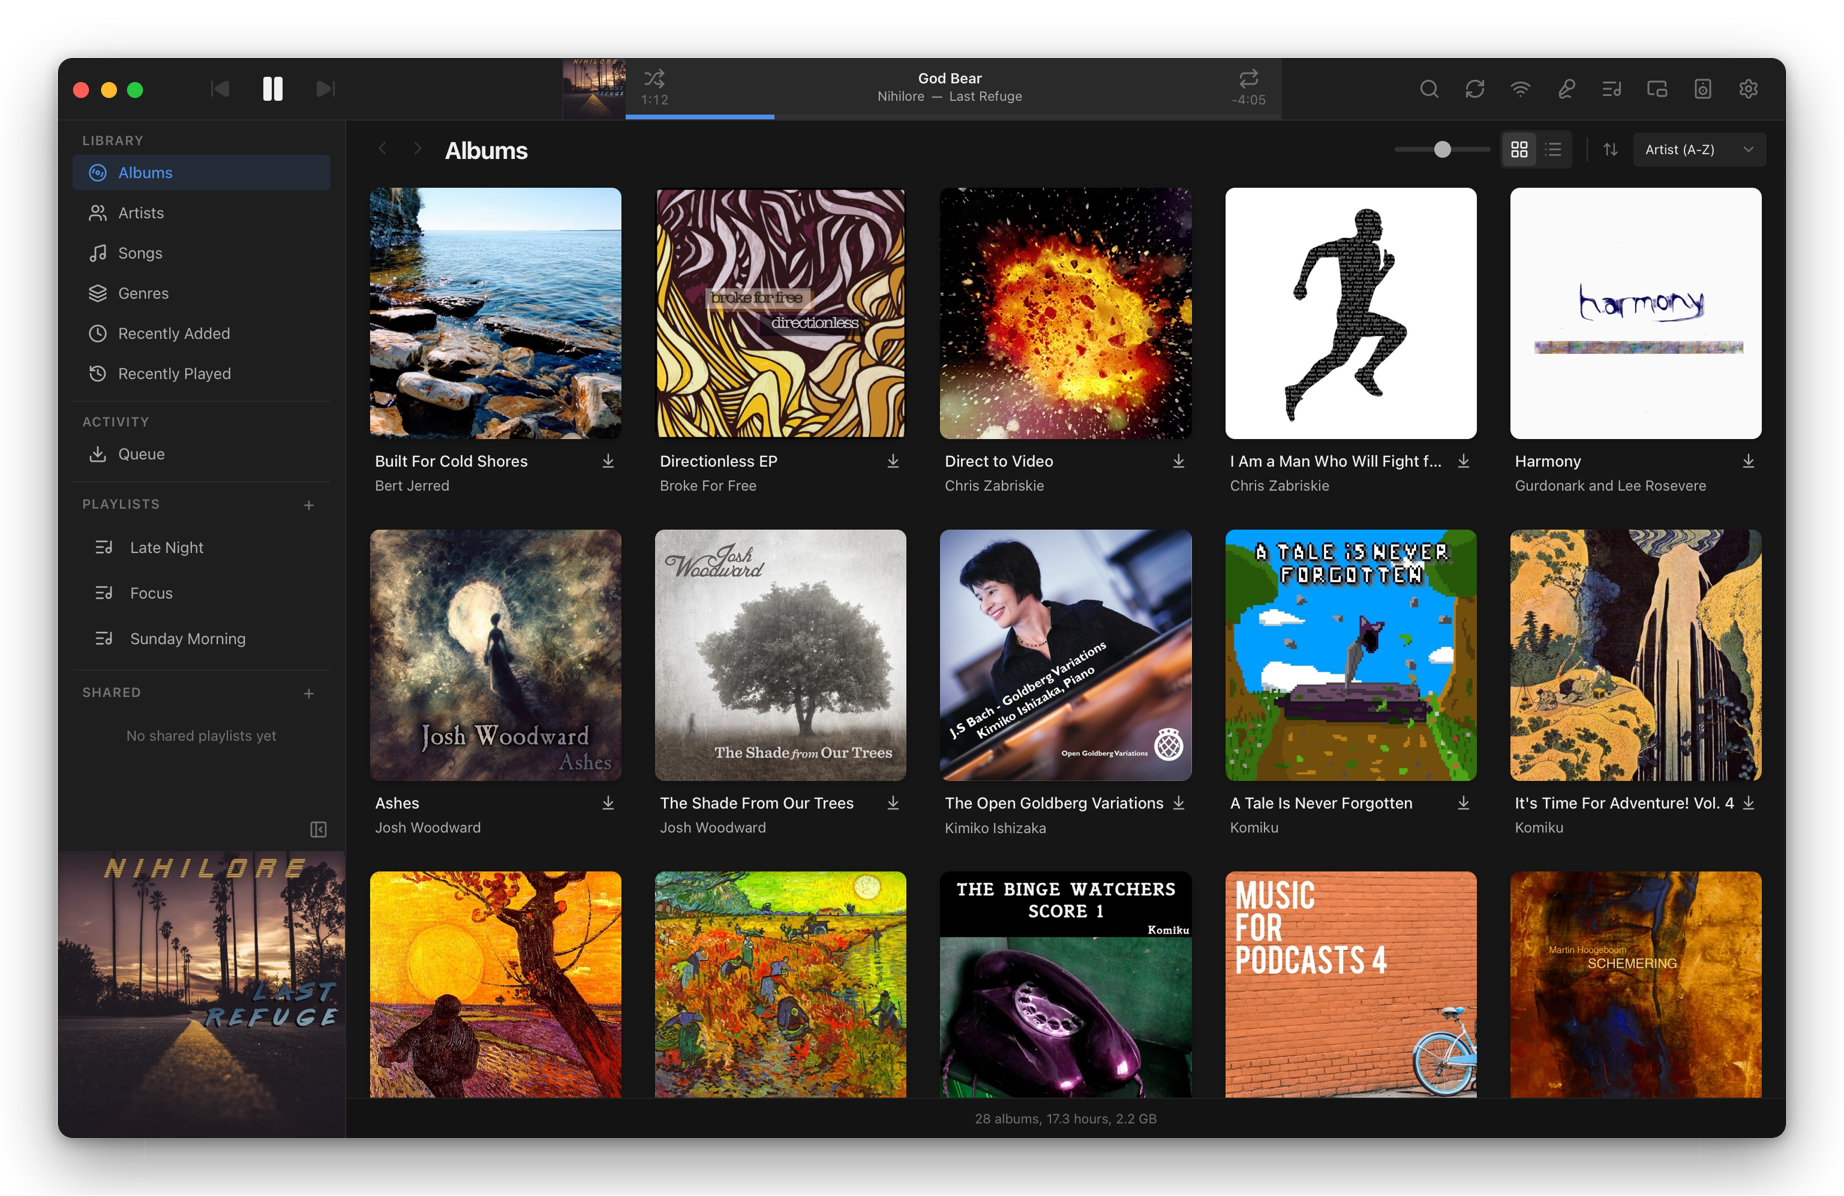 NIHILORE
LAST
REFUGE
1:12
God Bear
Nihilore — Last Refuge
-4:05
LIBRARY
Albums
Artists
Songs
Genres
Recently Added
Recently Played
ACTIVITY
Queue
PLAYLISTS
Late Night
Focus
Sunday Morning
SHARED
No shared playlists yet
NIHILORE
LAST
REFUGE
Albums
Artist (A-Z)
broke for free
directionless
harmony
Built For Cold Shores
Bert Jerred
Directionless EP
Broke For Free
Direct to Video
Chris Zabriskie
I Am a Man Who Will Fight f...
Chris Zabriskie
Harmony
Gurdonark and Lee Rosevere
Josh Woodward
Ashes
Josh
Woodward
The Shade from Our Trees
J.S Bach - Goldberg Variations
Kimiko Ishizaka, Piano
Open Goldberg Variations
A TALE IS NEVER
FORGOTTEN
Ashes
Josh Woodward
The Shade From Our Trees
Josh Woodward
The Open Goldberg Variations
Kimiko Ishizaka
A Tale Is Never Forgotten
Komiku
It's Time For Adventure! Vol. 4
Komiku
THE BINGE WATCHERS
SCORE 1
Komiku
MUSIC
FOR
PODCASTS 4
Martin Hoogeboom
SCHEMERING
28 albums, 17.3 hours, 2.2 GB